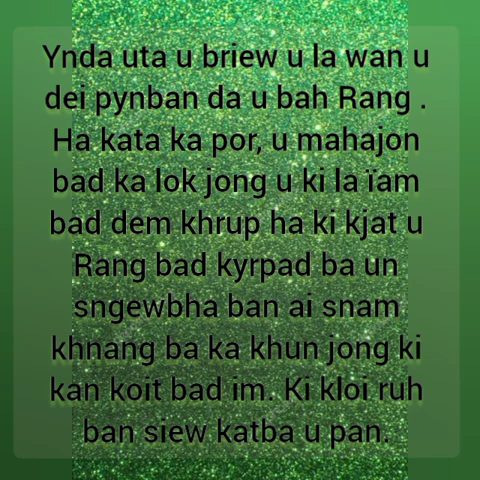 Ynda uta u briew u la wan u
dei pynban da u bah Rang .
Ha kata ka por, u mahajon
bad ka lok jong u ki la ïam
bad dem khrup ha ki kjat u
Rang bad kyrpad ba un
sngewbha ban ai snam
khnang ba ka khun jong ki
kan koit bad im. Ki kloi ruh
ban siew katba u pan.